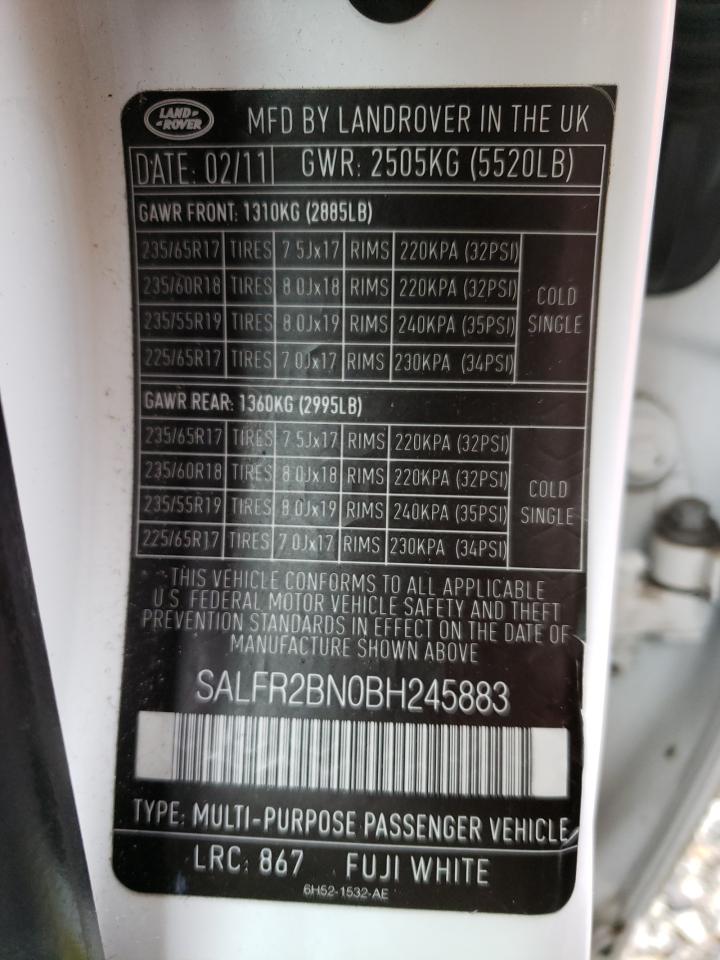 LAND-
-ROVER
MFD BY LANDROVER IN THE UK
DATE: 02/11 GWR: 2505KG (5520LB)
GAWR FRONT: 1310KG (2885LB)
235/65R17 TIRES 7.5Jx17 RIMS 220KPA (32PSI)
235/60R18 TIRES 8.0Jx18 RIMS 220KPA (32PSI)
235/55R19 TIRES 8.0Jx19 RIMS 240KPA (35PSI)
225/65R17 TIRES 7.0Jx17 RIMS 230KPA (34PSI)
COLD
SINGLE
GAWR REAR: 1360KG (2995LB)
235/65R17 TIRES 7.5Jx17 RIMS 220KPA (32PSI)
235/60R18 TIRES 8.0Jx18 RIMS 220KPA (32PSI)
235/55R19 TIRES 8.0Jx19 RIMS 240KPA (35PSI)
225/65R17 TIRES 7.0Jx17 RIMS 230KPA (34PSI)
COLD
SINGLE
THIS VEHICLE CONFORMS TO ALL APPLICABLE
U.S. FEDERAL MOTOR VEHICLE SAFETY AND THEFT
PREVENTION STANDARDS IN EFFECT ON THE DATE OF
MANUFACTURE SHOWN ABOVE
SALFR2BN0BH245883
TYPE: MULTI-PURPOSE PASSENGER VEHICLE
LRC: 867 FUJI WHITE
6H52-1532-AE